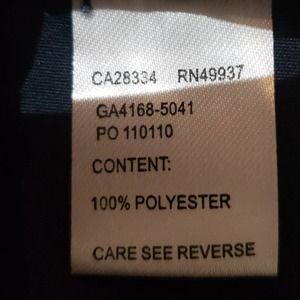 CA28334 RN49937
GA4168-5041
PO 110110
CONTENT:
100% POLYESTER
CARE SEE REVERSE